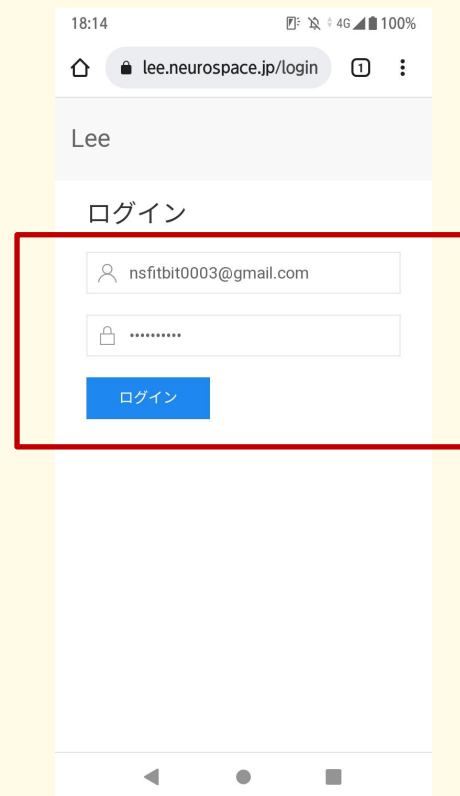 18:14 4G 100%
lee.neurospace.jp/login 1
Lee
ログイン
nsfitbit0003@gmail.com
••••••••••
ログイン